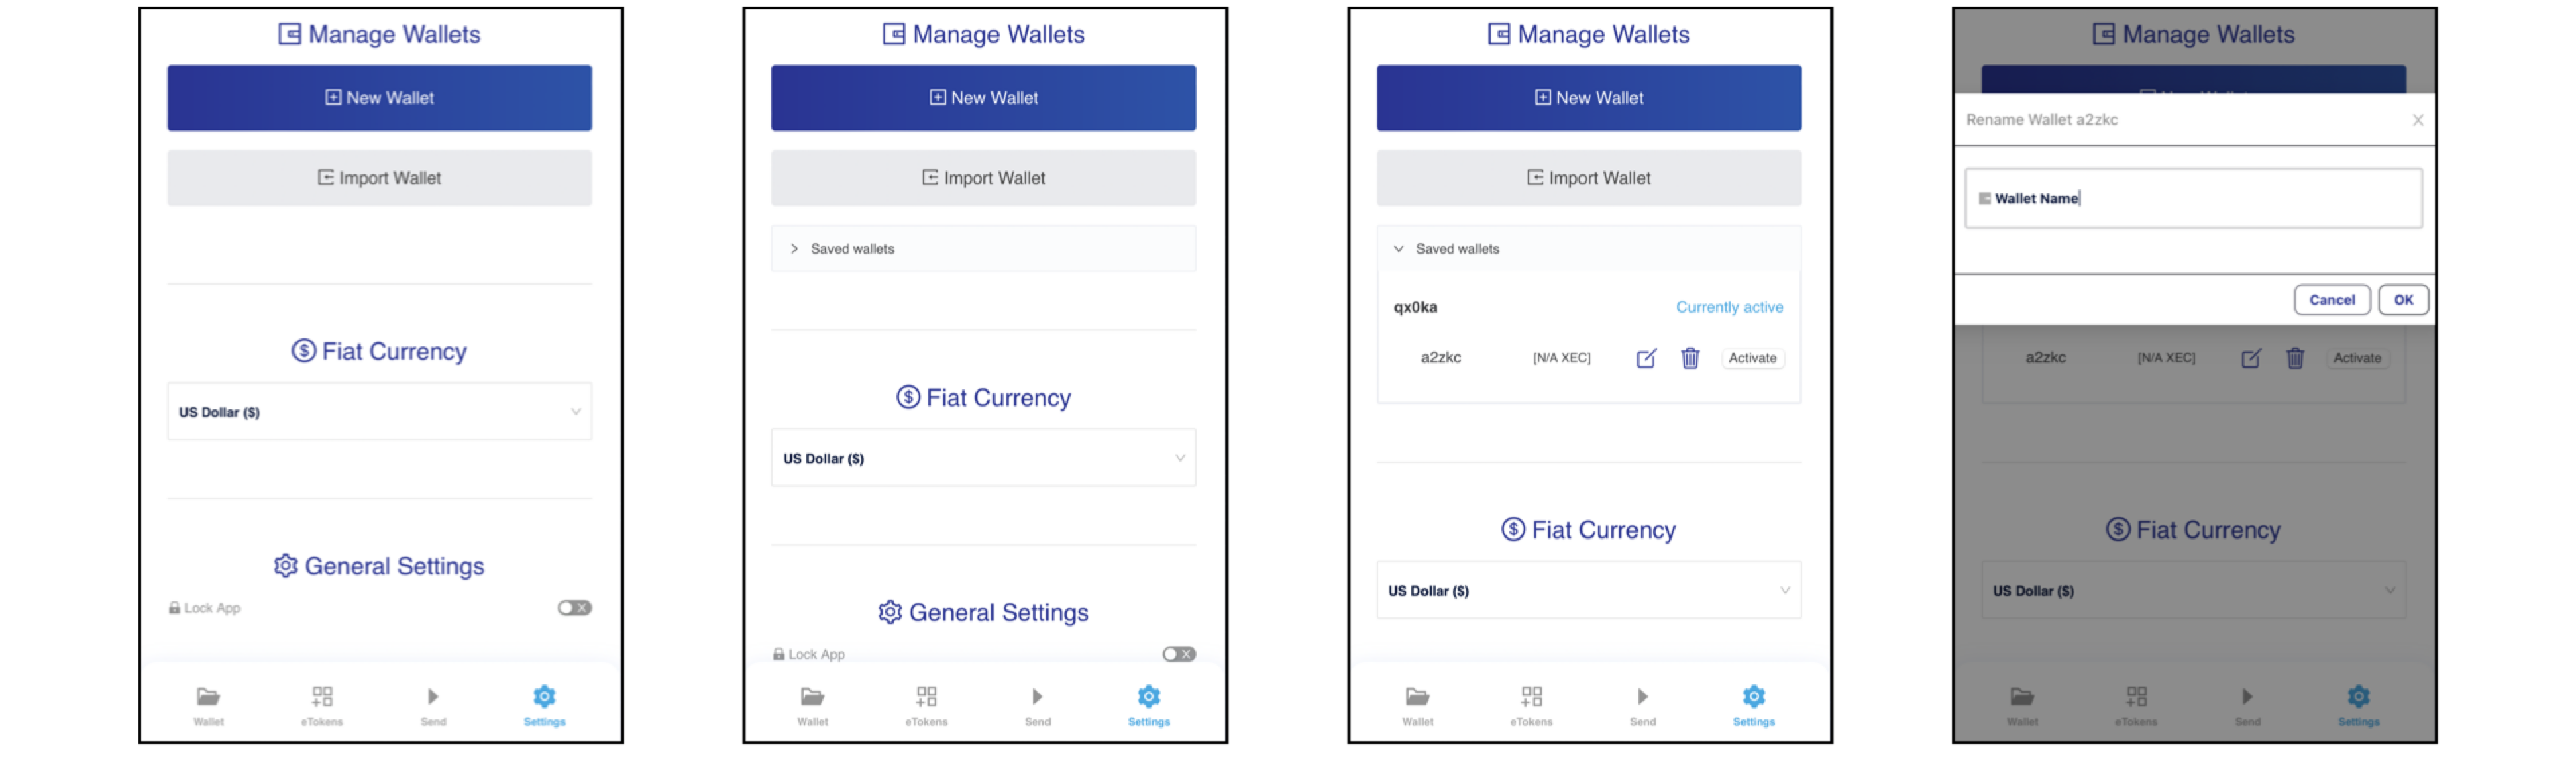 Manage Wallets
New Wallet
Import Wallet
Fiat Currency
US Dollar ($)
General Settings
Lock App
Wallet eTokens Send Settings
Manage Wallets
New Wallet
Import Wallet
Saved wallets
Fiat Currency
US Dollar ($)
General Settings
Lock App
Wallet eTokens Send Settings
Manage Wallets
New Wallet
Import Wallet
Saved wallets
qx0ka Currently active
a2zkc [N/A XEC] Activate
Fiat Currency
US Dollar ($)
Wallet eTokens Send Settings
Manage Wallets
Rename Wallet a2zkc
Wallet Name
Cancel OK
a2zkc [N/A XEC] Activate
Fiat Currency
US Dollar ($)
Wallet eTokens Send Settings